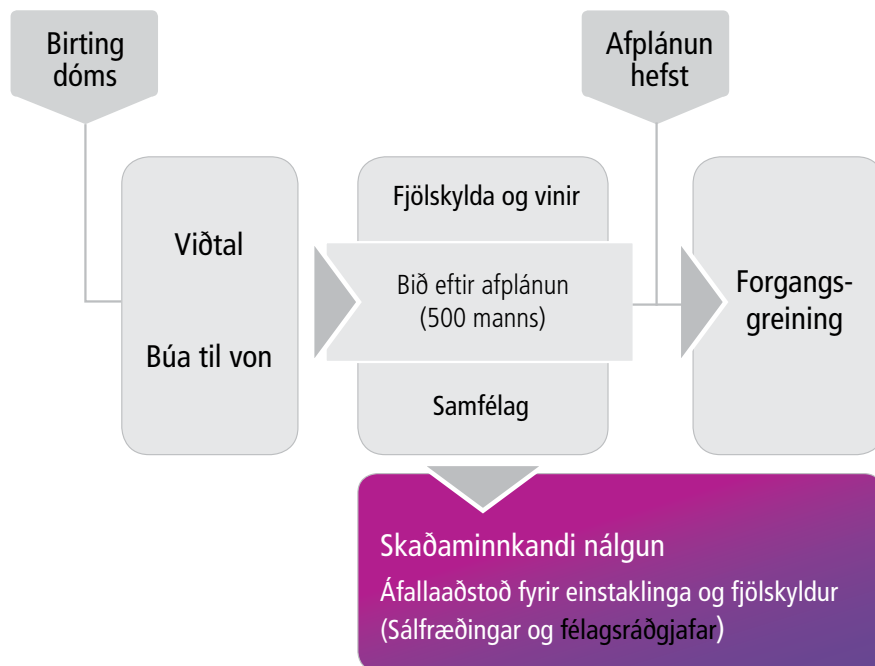 Birting
dóms
Afplánun
hefst
Viðtal
Búa til von
Fjölskylda og vinir
Bið eftir afplánun
(500 manns)
Samfélag
Forgangs-
greining
Skaðaminnkandi nálgun
Áfallaaðstoð fyrir einstaklinga og fjölskyldur
(Sálfræðingar og félagsráðgjafar)